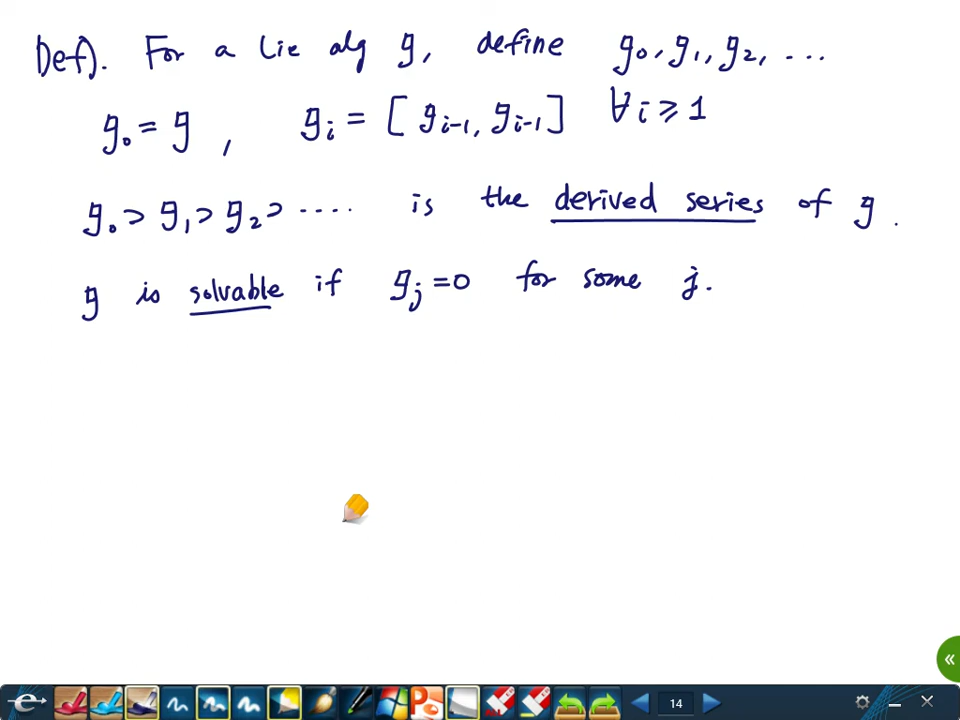 Def). For a Lie alg 𝔤, define 𝔤₀, 𝔤₁, 𝔤₂, ...
𝔤₀ = 𝔤, 𝔤ᵢ = [𝔤ᵢ₋₁, 𝔤ᵢ₋₁] ∀i ≥ 1
𝔤₀ > 𝔤₁ > 𝔤₂ > .... is the derived series of 𝔤.
𝔤 is solvable if 𝔤ⱼ = 0 for some j.
14
«